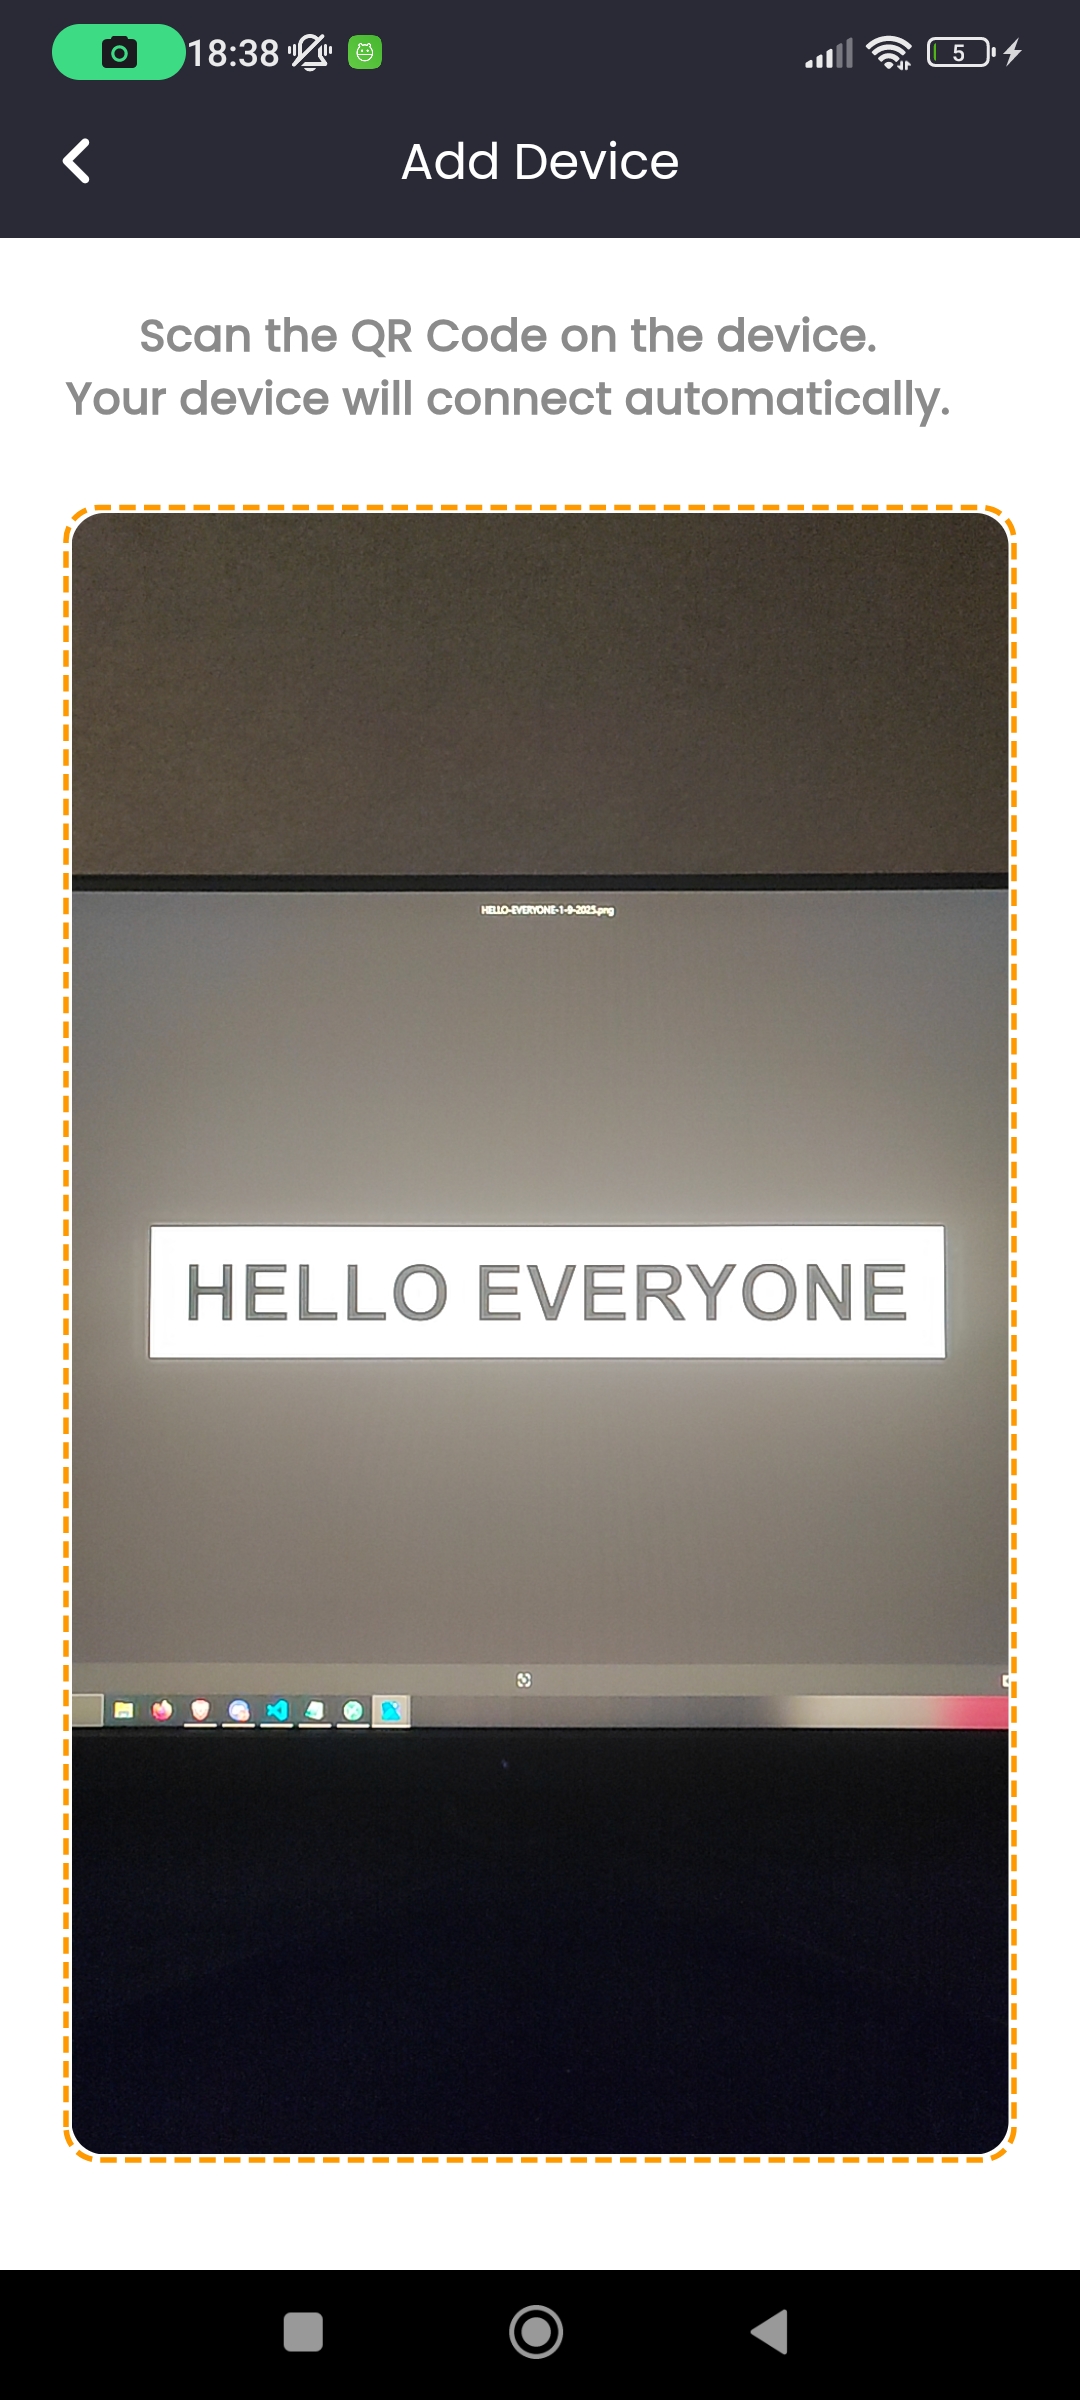 18:38
5
Add Device
Scan the QR Code on the device.
Your device will connect automatically.
HELLO-EVERYONE-1-9-2025.png
HELLO EVERYONE